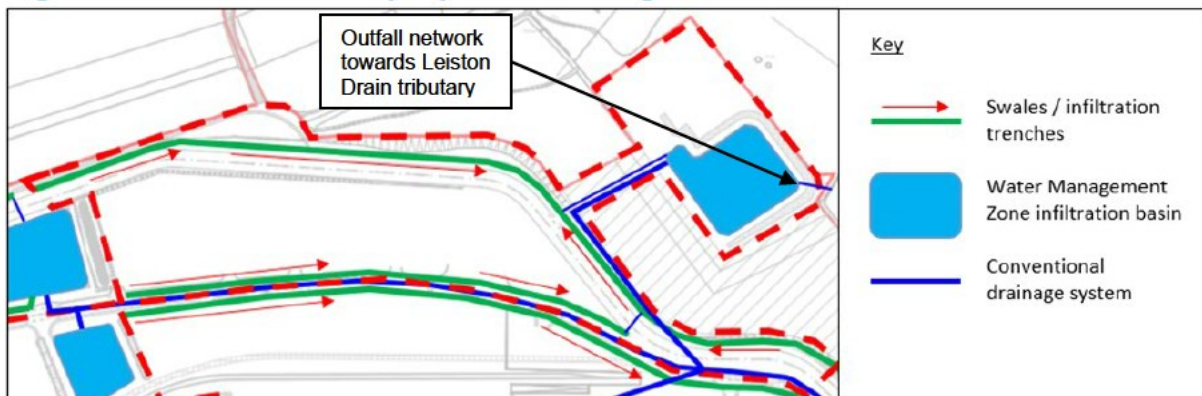 Outfall network
towards Leiston
Drain tributary
Key
Swales / infiltration
trenches
Water Management
Zone infiltration basin
Conventional
drainage system